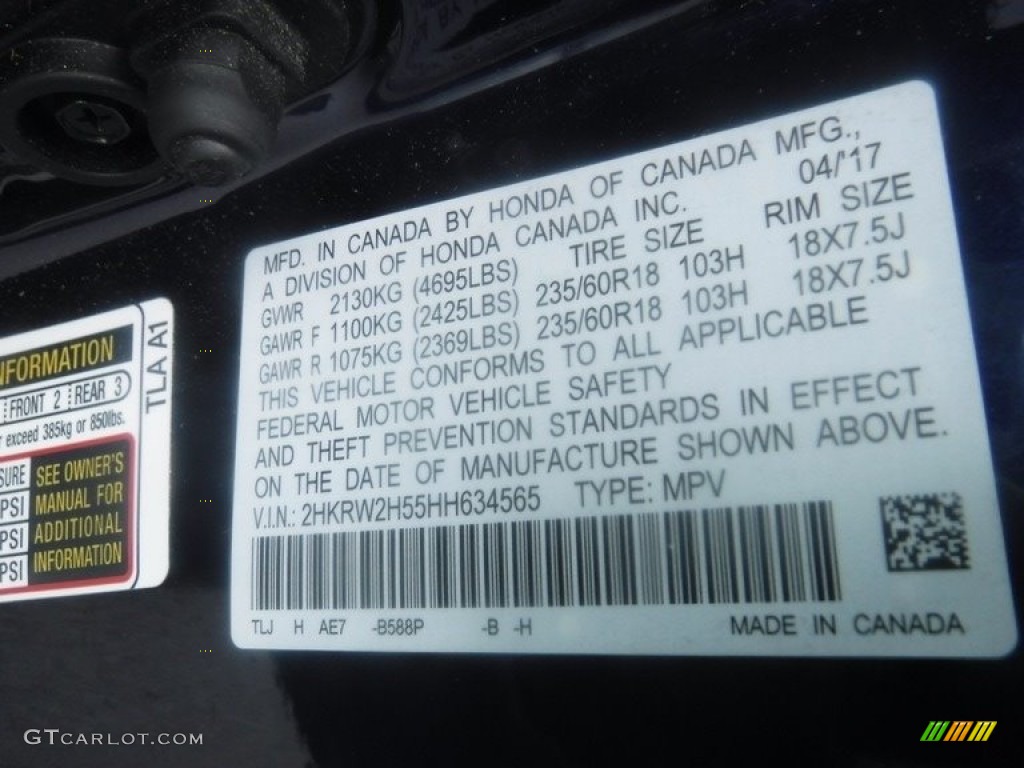 MFD. IN CANADA BY HONDA OF CANADA MFG.,
A DIVISION OF HONDA CANADA INC. 04/'17
GVWR 2130KG (4695LBS) TIRE SIZE RIM SIZE
GAWR F 1100KG (2425LBS) 235/60R18 103H 18X7.5J
GAWR R 1075KG (2369LBS) 235/60R18 103H 18X7.5J
THIS VEHICLE CONFORMS TO ALL APPLICABLE
FEDERAL MOTOR VEHICLE SAFETY
AND THEFT PREVENTION STANDARDS IN EFFECT
ON THE DATE OF MANUFACTURE SHOWN ABOVE.
V.I.N.: 2HKRW2H55HH634565 TYPE: MPV
TLJ H AE7 -B588P -B -H MADE IN CANADA
INFORMATION
FRONT 2 REAR 3
exceed 385kg or 850lbs.
SEE OWNER'S
PSI MANUAL FOR
PSI ADDITIONAL
PSI INFORMATION
TLA A1
GTCARLOT.COM